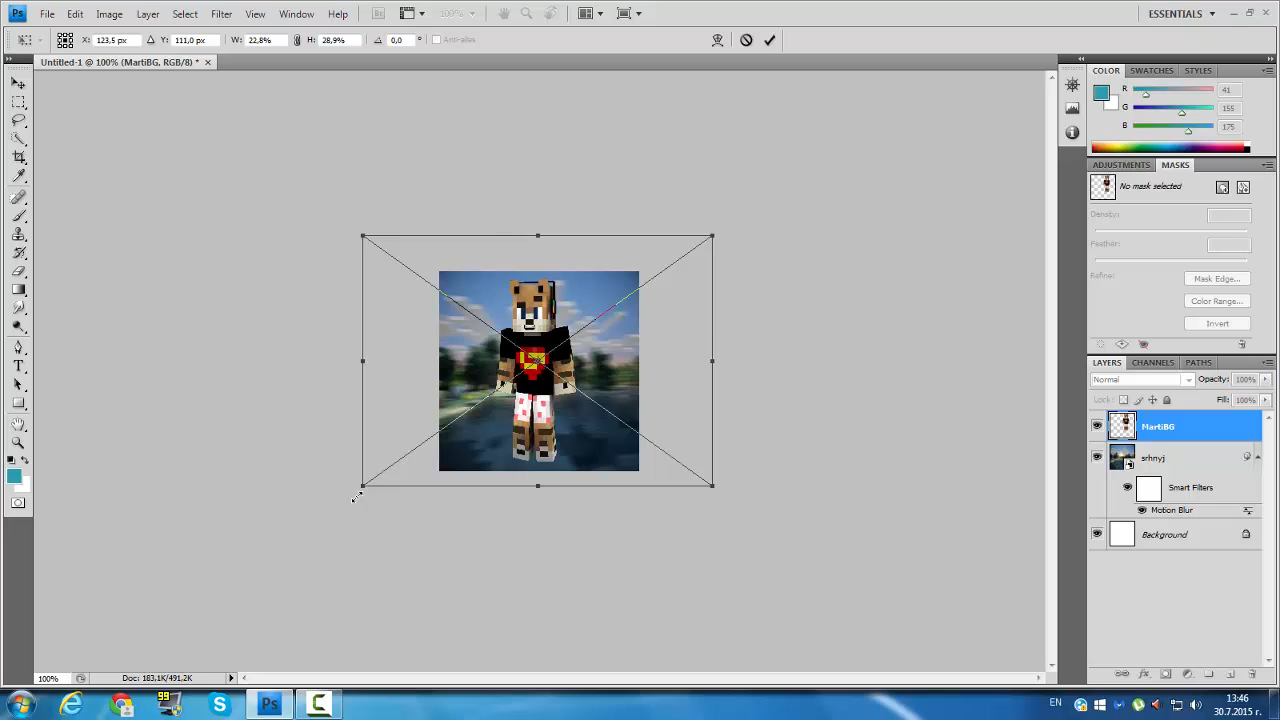 Ps File Edit Image Layer Select Filter View Window Help Br 100% ESSENTIALS
X: 123,5 px Y: 111,0 px W: 22,8% H: 28,9% 0,0 ° Anti-alias
Untitled-1 @ 100% (MartiBG, RGB/8) * ×
COLOR SWATCHES STYLES
R 41
G 155
B 175
ADJUSTMENTS MASKS
No mask selected
Density:
Feather:
Refine: Mask Edge...
Color Range...
Invert
LAYERS CHANNELS PATHS
Normal Opacity: 100%
Lock: Fill: 100%
MartiBG
srhnyj
Smart Filters
Motion Blur
Background
T
100% Doc: 183,1K/491,2K
99 Ps EN 13:46
30.7.2015 г.